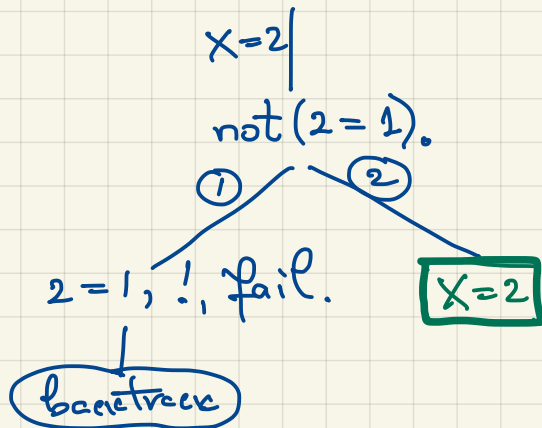 X=2
not (2 = 1).
① ②
2 = 1, !, fail.
X=2
backtrack